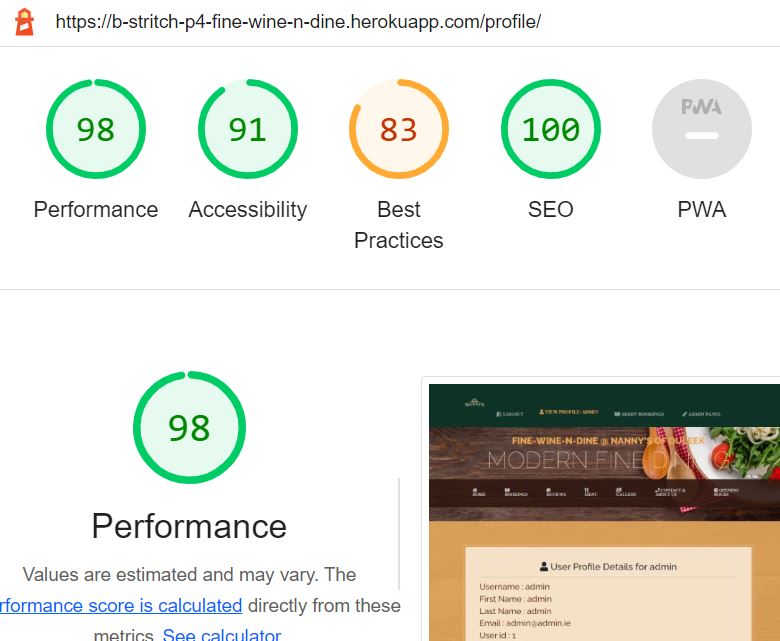 https://b-stritch-p4-fine-wine-n-dine.herokuapp.com/profile/
98
91
83
100
PWA
Performance
Accessibility
Best
Practices
SEO
PWA
98
Performance
Values are estimated and may vary. The
rformance score is calculated directly from these
metrics. See calculator.
NANNY'S
LOGOUT
VIEW PROFILE: ADMIN
ADMIN BOOKINGS
ADMIN PANEL
FINE-WINE-N-DINE @ NANNY'S OF DULEEK
MODERN FINE DINING
HOME
BOOKINGS
REVIEWS
MENU
GALLERY
CONTACT &
ABOUT US
OPENING
HOURS
User Profile Details for admin
Username : admin
First Name : admin
Last Name : admin
Email : admin@admin.ie
User id : 1